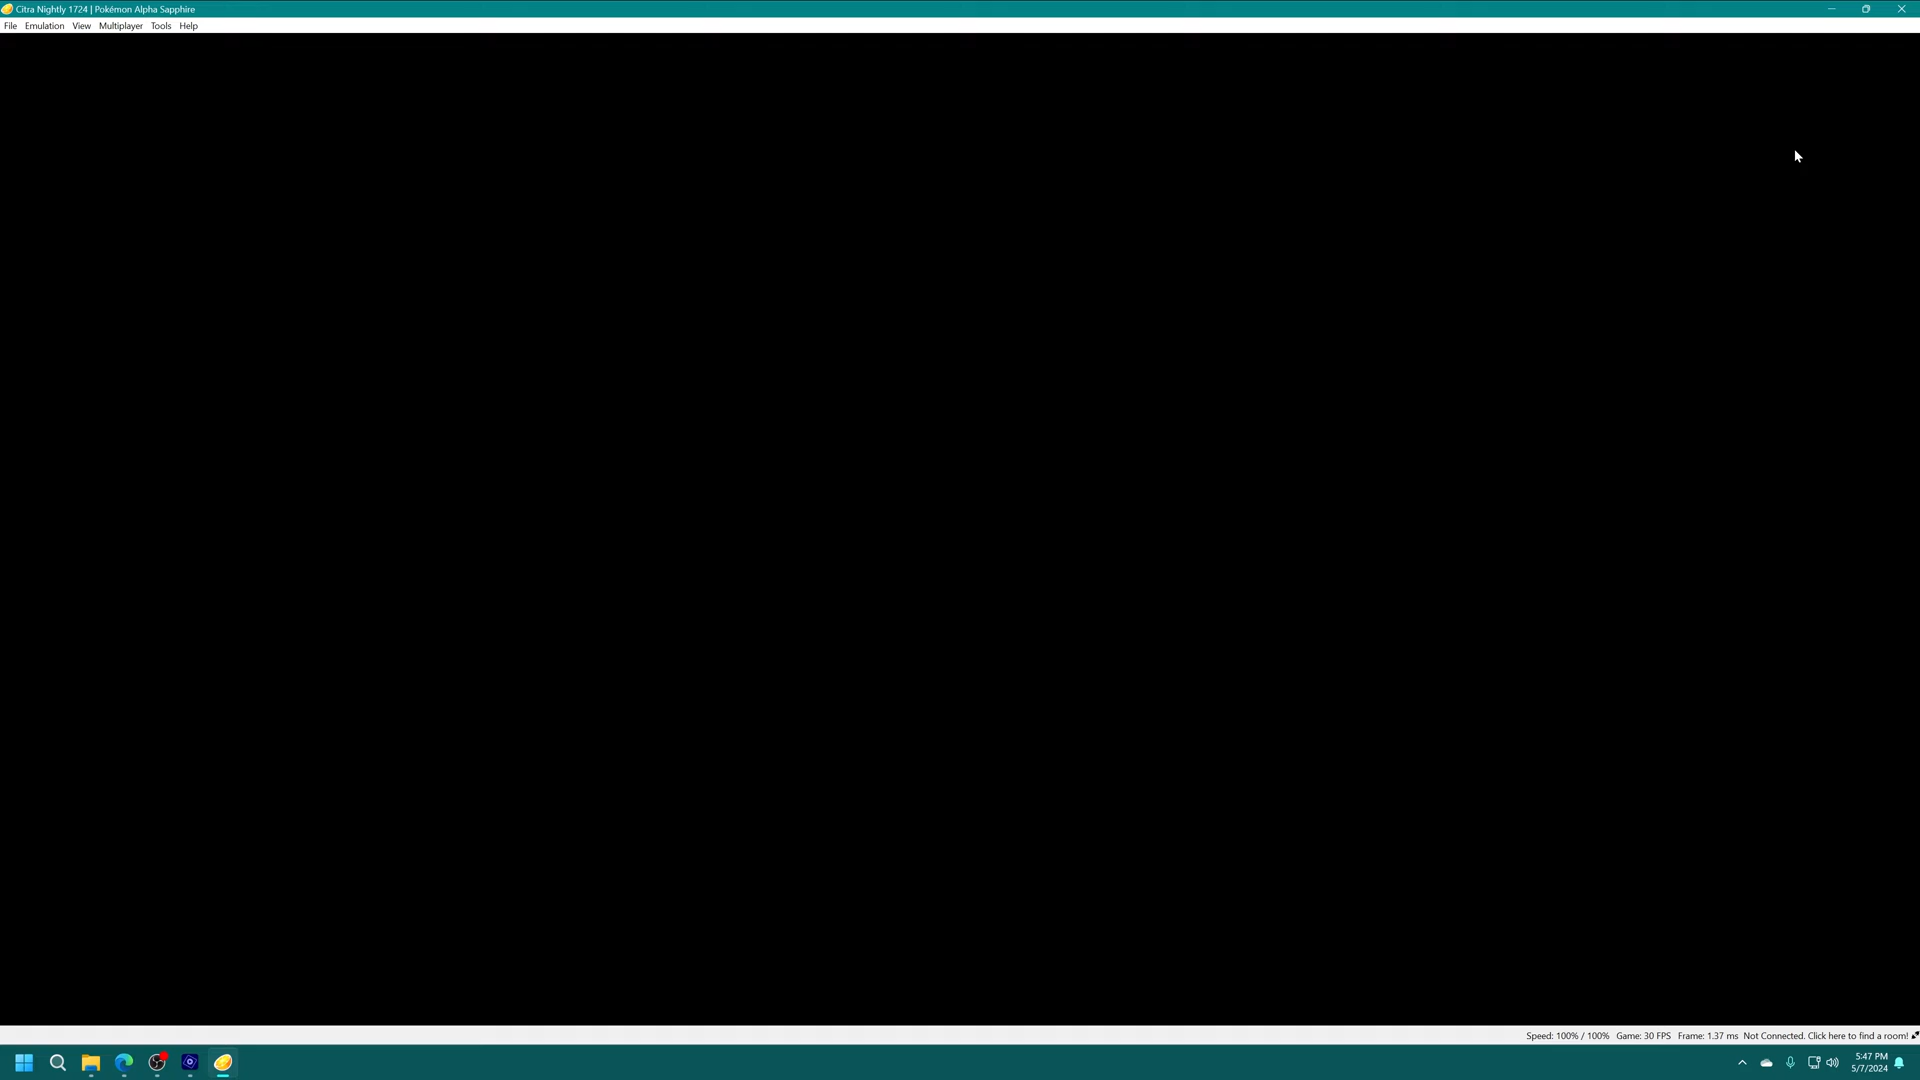 Citra Nightly 1724 | Pokémon Alpha Sapphire
File Emulation View Multiplayer Tools Help
Speed: 100% / 100% Game: 30 FPS Frame: 1.37 ms Not Connected. Click here to find a room!
5:47 PM
5/7/2024